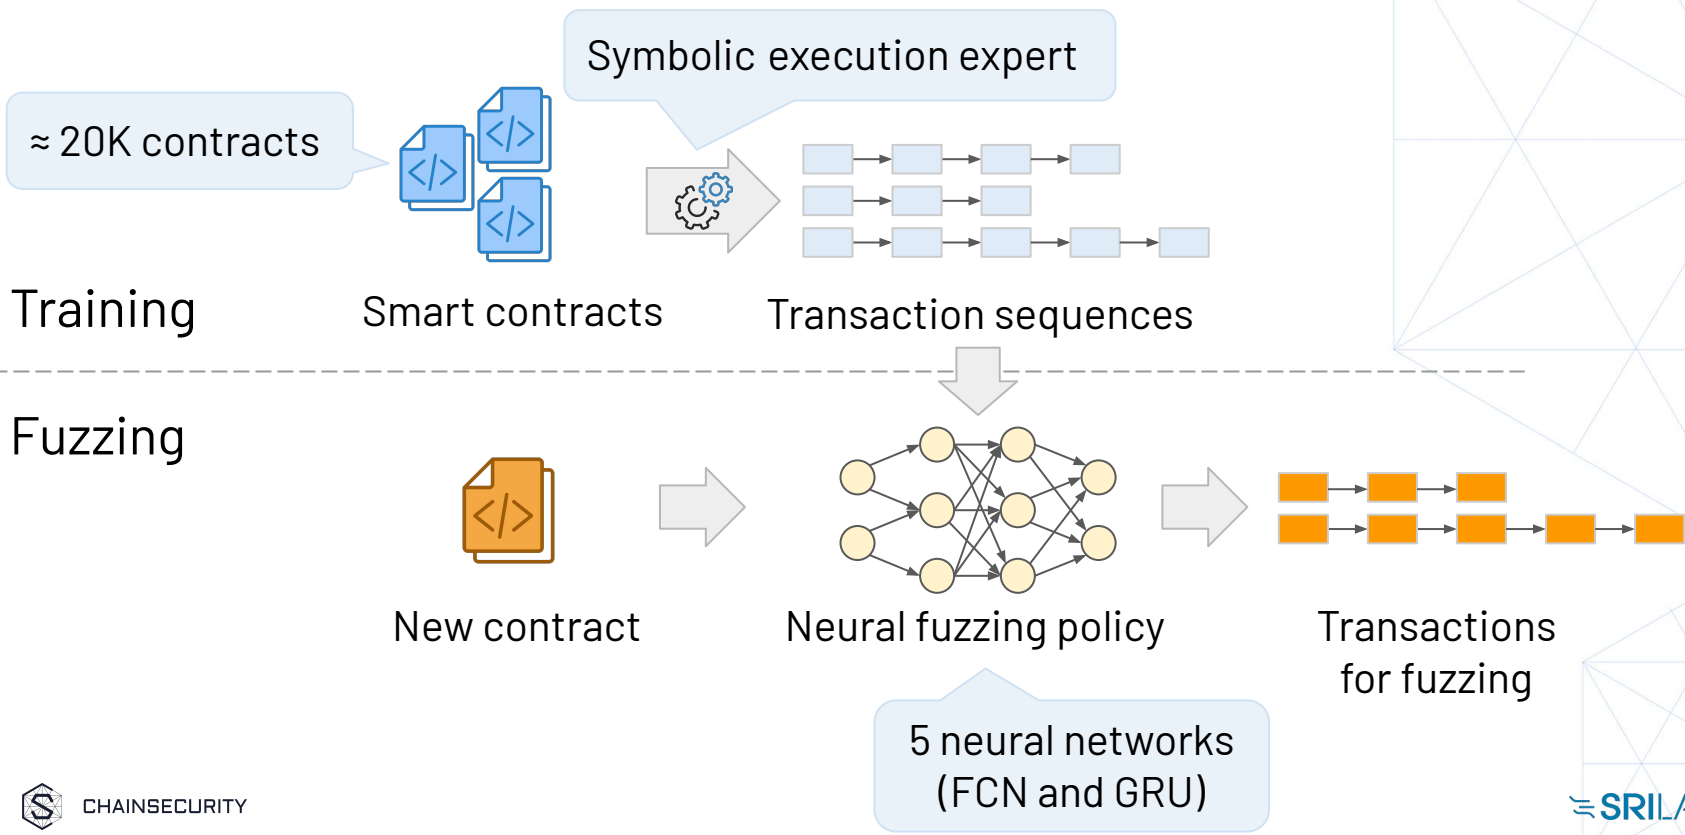 Symbolic execution expert
≈ 20K contracts
</>
</>
</>
Training
Smart contracts
Transaction sequences
Fuzzing
</>
New contract
Neural fuzzing policy
Transactions
for fuzzing
5 neural networks
(FCN and GRU)
CHAINSECURITY